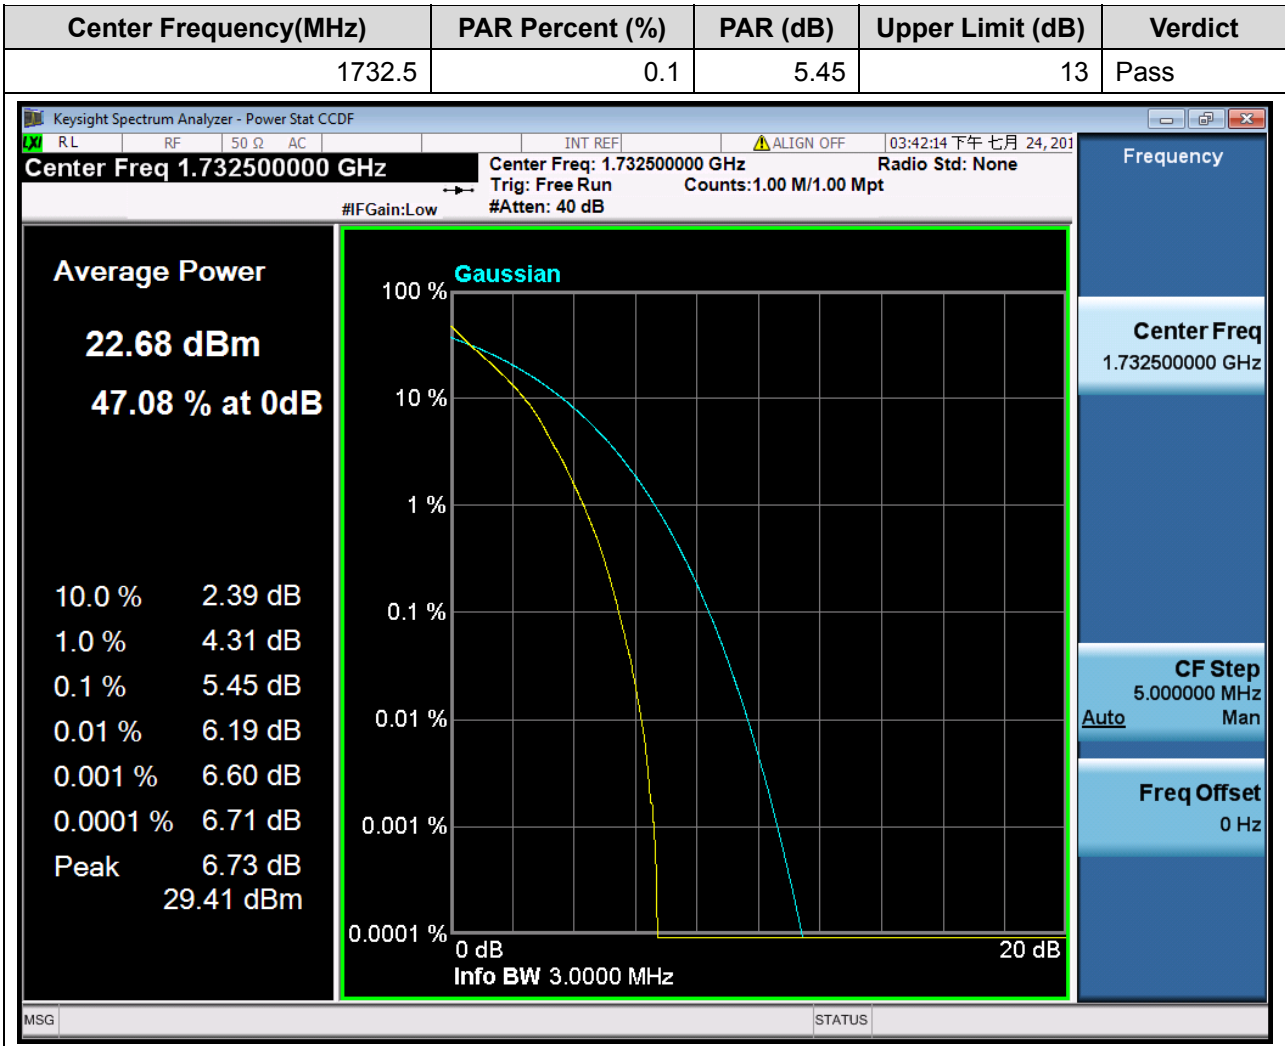 Center Frequency(MHz) PAR Percent (%) PAR (dB) Upper Limit (dB) Verdict
1732.5 0.1 5.45 13 Pass
Keysight Spectrum Analyzer - Power Stat CCDF
LXI RL RF 50 Ω AC INT REF ALIGN OFF 03:42:14 下午 七月 24, 201
Center Freq 1.732500000 GHz
Center Freq: 1.732500000 GHz Radio Std: None
Trig: Free Run Counts:1.00 M/1.00 Mpt
#IFGain:Low #Atten: 40 dB
Average Power
22.68 dBm
47.08 % at 0dB
10.0 % 2.39 dB
1.0 % 4.31 dB
0.1 % 5.45 dB
0.01 % 6.19 dB
0.001 % 6.60 dB
0.0001 % 6.71 dB
Peak 6.73 dB
29.41 dBm
Gaussian
100 %
10 %
1 %
0.1 %
0.01 %
0.001 %
0.0001 %
0 dB 20 dB
Info BW 3.0000 MHz
Frequency
Center Freq
1.732500000 GHz
CF Step
5.000000 MHz
Auto Man
Freq Offset
0 Hz
MSG STATUS